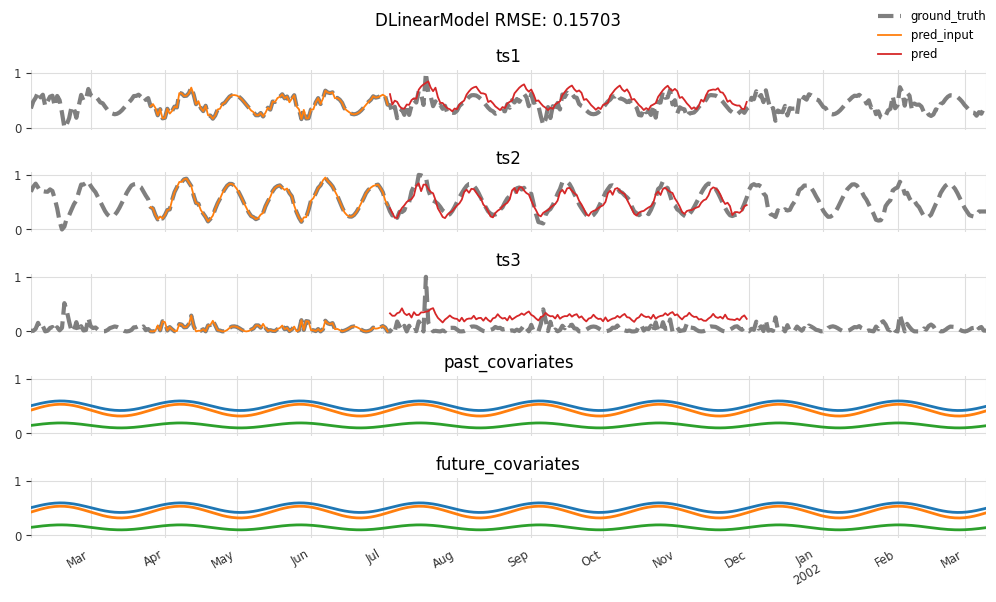 DLinearModel RMSE: 0.15703
ground_truth
pred_input
pred
ts1
1
0
ts2
1
0
ts3
1
0
past_covariates
1
0
future_covariates
1
0
Mar Apr May Jun Jul Aug Sep Oct Nov Dec Jan Feb Mar
2002